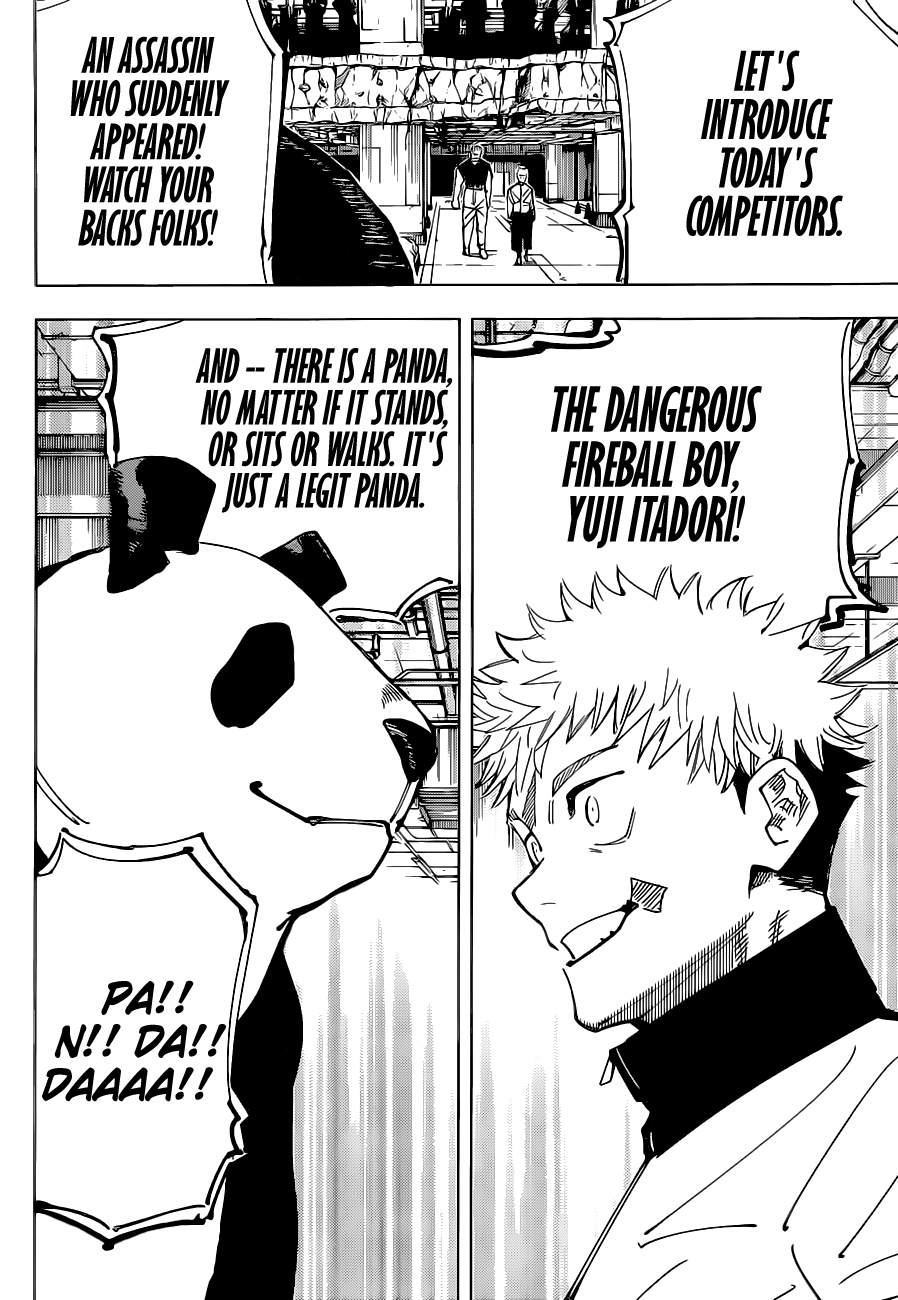 LET'S
INTRODUCE
TODAY'S
COMPETITORS.
AN ASSASSIN
WHO SUDDENLY
APPEARED!
WATCH YOUR
BACKS FOLKS!
THE DANGEROUS
FIREBALL BOY,
YUJI ITADORI!
AND -- THERE IS A PANDA,
NO MATTER IF IT STANDS,
OR SITS OR WALKS. IT'S
JUST A LEGIT PANDA.
PA!!
N!! DA!!
DAAAA!!